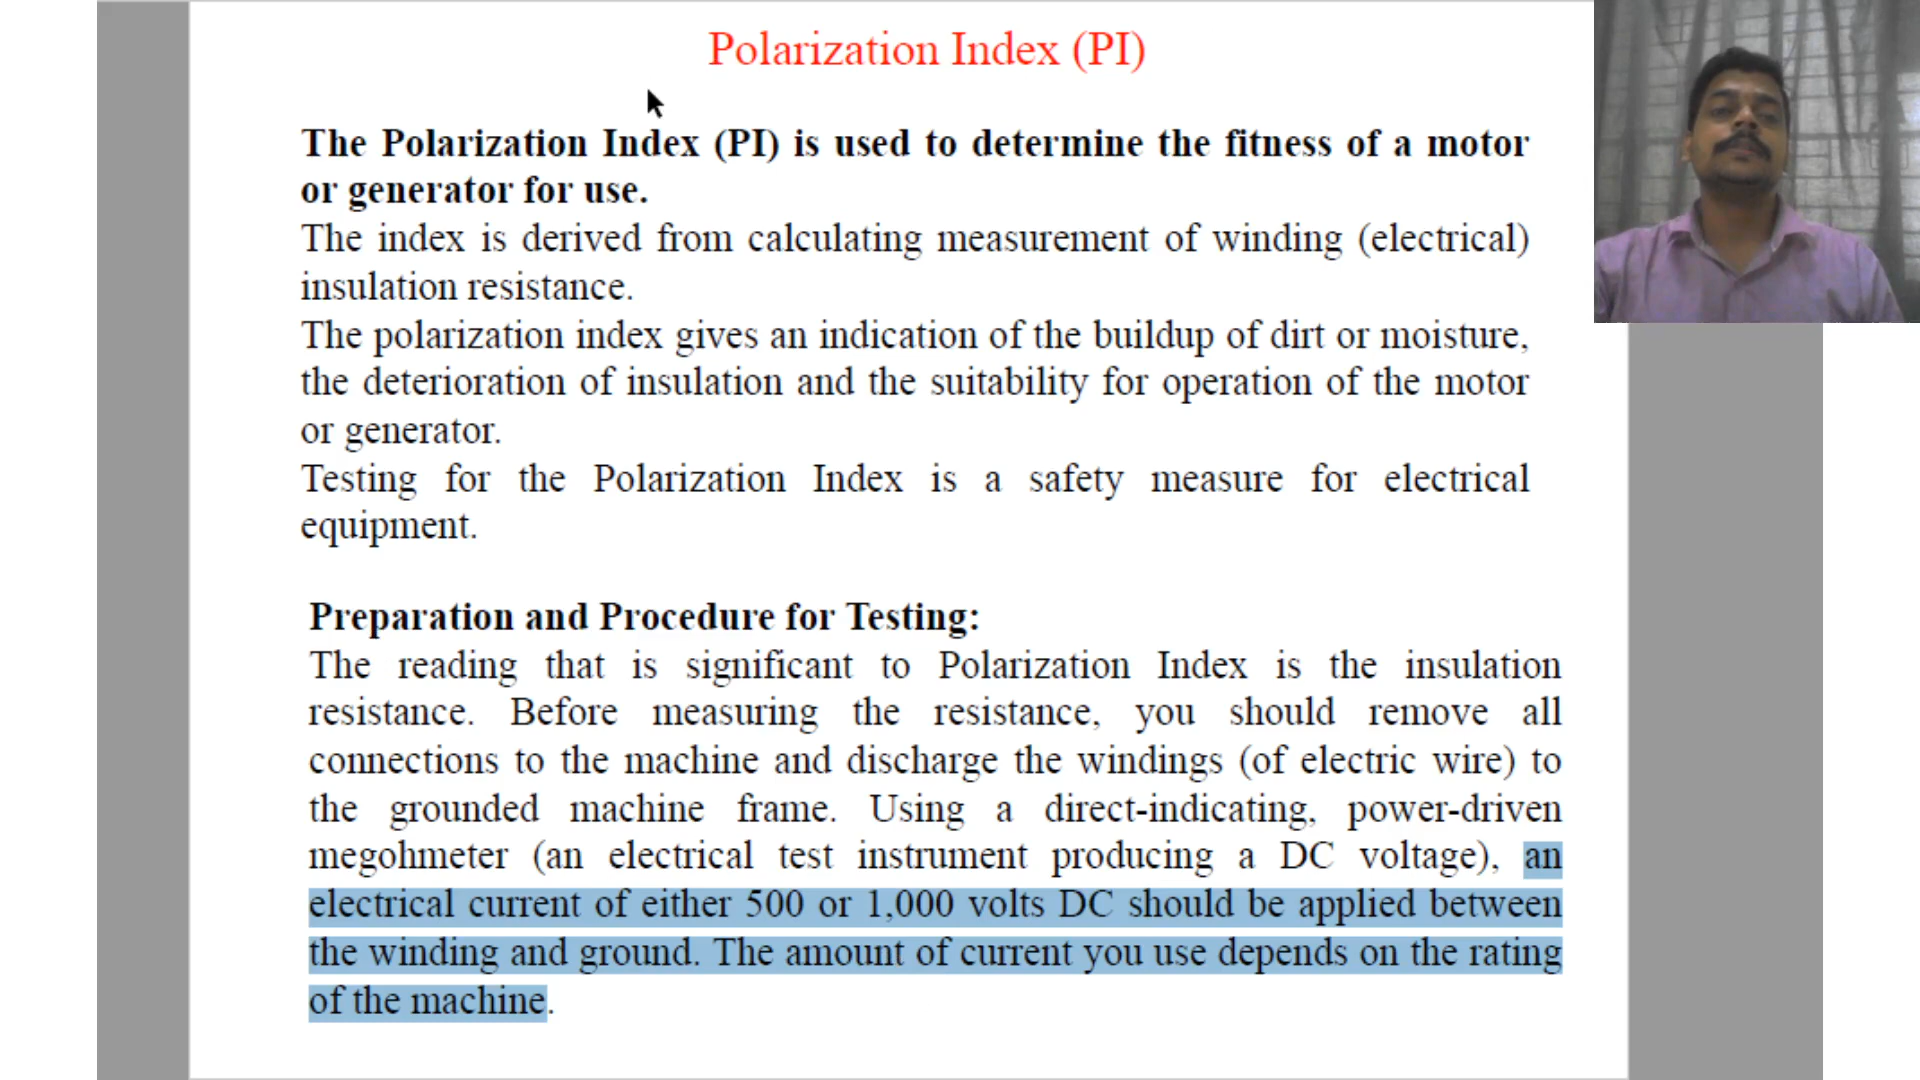 Polarization Index (PI)
The Polarization Index (PI) is used to determine the fitness of a motor
or generator for use.
The index is derived from calculating measurement of winding (electrical)
insulation resistance.
The polarization index gives an indication of the buildup of dirt or moisture,
the deterioration of insulation and the suitability for operation of the motor
or generator.
Testing for the Polarization Index is a safety measure for electrical
equipment.
Preparation and Procedure for Testing:
The reading that is significant to Polarization Index is the insulation
resistance. Before measuring the resistance, you should remove all
connections to the machine and discharge the windings (of electric wire) to
the grounded machine frame. Using a direct-indicating, power-driven
megohmeter (an electrical test instrument producing a DC voltage), an
electrical current of either 500 or 1,000 volts DC should be applied between
the winding and ground. The amount of current you use depends on the rating
of the machine.